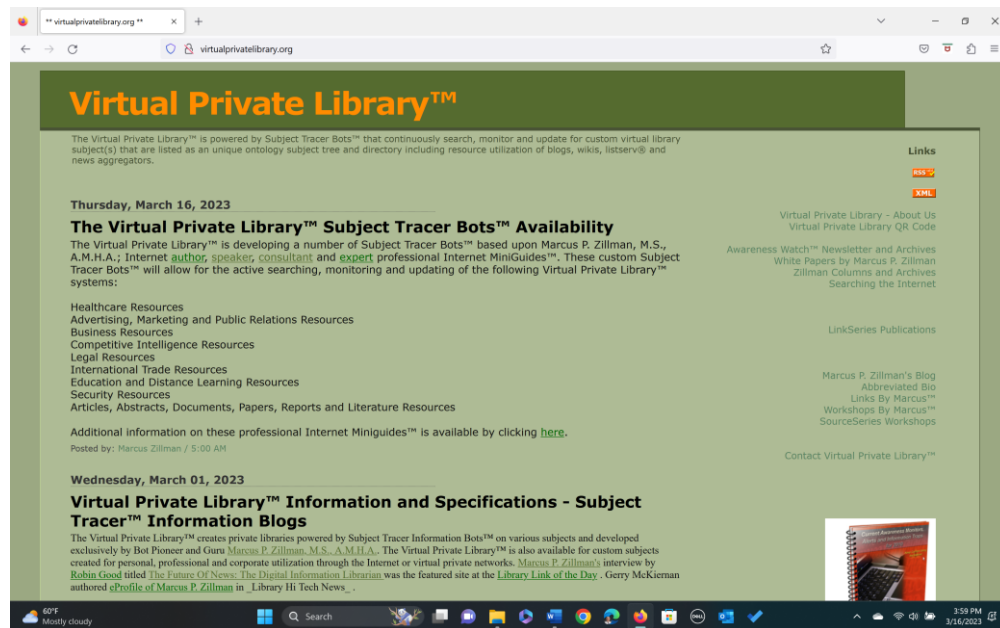 ** virtualprivatelibrary.org **
virtualprivatelibrary.org
Virtual Private Library™
The Virtual Private Library™ is powered by Subject Tracer Bots™ that continuously search, monitor and update for custom virtual library
subject(s) that are listed as an unique ontology subject tree and directory including resource utilization of blogs, wikis, listserv® and
news aggregators.
Thursday, March 16, 2023
The Virtual Private Library™ Subject Tracer Bots™ Availability
The Virtual Private Library™ is developing a number of Subject Tracer Bots™ based upon Marcus P. Zillman, M.S.,
A.M.H.A.; Internet author, speaker, consultant and expert professional Internet MiniGuides™. These custom Subject
Tracer Bots™ will allow for the active searching, monitoring and updating of the following Virtual Private Library™
systems:
Healthcare Resources
Advertising, Marketing and Public Relations Resources
Business Resources
Competitive Intelligence Resources
Legal Resources
International Trade Resources
Education and Distance Learning Resources
Security Resources
Articles, Abstracts, Documents, Papers, Reports and Literature Resources
Additional information on these professional Internet Miniguides™ is available by clicking here.
Posted by: Marcus Zillman / 5:00 AM
Wednesday, March 01, 2023
Virtual Private Library™ Information and Specifications - Subject
Tracer™ Information Blogs
The Virtual Private Library™ creates private libraries powered by Subject Tracer Information Bots™ on various subjects and developed
exclusively by Bot Pioneer and Guru Marcus P. Zillman, M.S., A.M.H.A.. The Virtual Private Library™ is also available for custom subjects
created for personal, professional and corporate utilization through the Internet or virtual private networks. Marcus P. Zillman's interview by
Robin Good titled The Future Of News: The Digital Information Librarian was the featured site at the Library Link of the Day . Gerry McKiernan
authored eProfile of Marcus P. Zillman in _Library Hi Tech News_ .
Links
RSS
XML
Virtual Private Library - About Us
Virtual Private Library QR Code
Awareness Watch™ Newsletter and Archives
White Papers by Marcus P. Zillman
Zillman Columns and Archives
Searching the Internet
LinkSeries Publications
Marcus P. Zillman's Blog
Abbreviated Bio
Links By Marcus™
Workshops By Marcus™
SourceSeries Workshops
Contact Virtual Private Library™
60°F
Mostly cloudy
Search
DELL
3:59 PM
3/16/2023